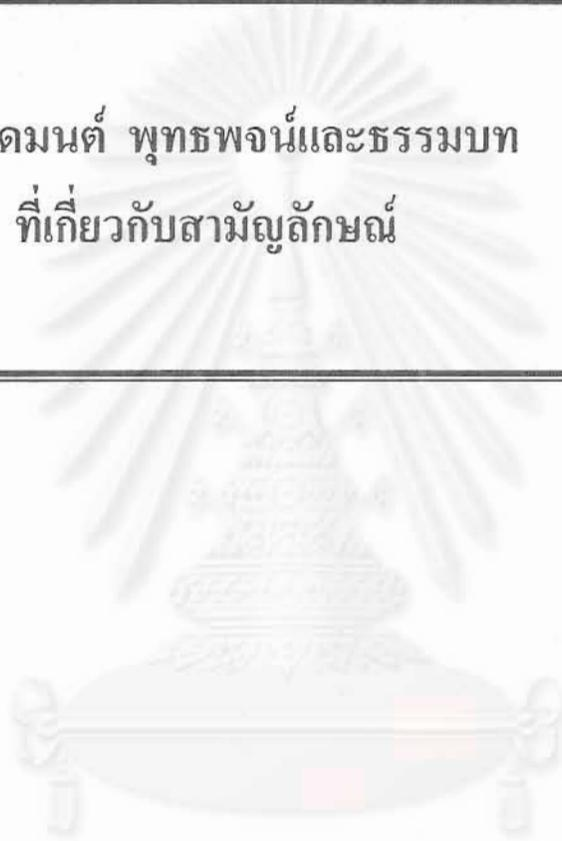 ดมนต์ พุทธพจน์และธรรมบท
ที่เกี่ยวกับสามัญลักษณ์